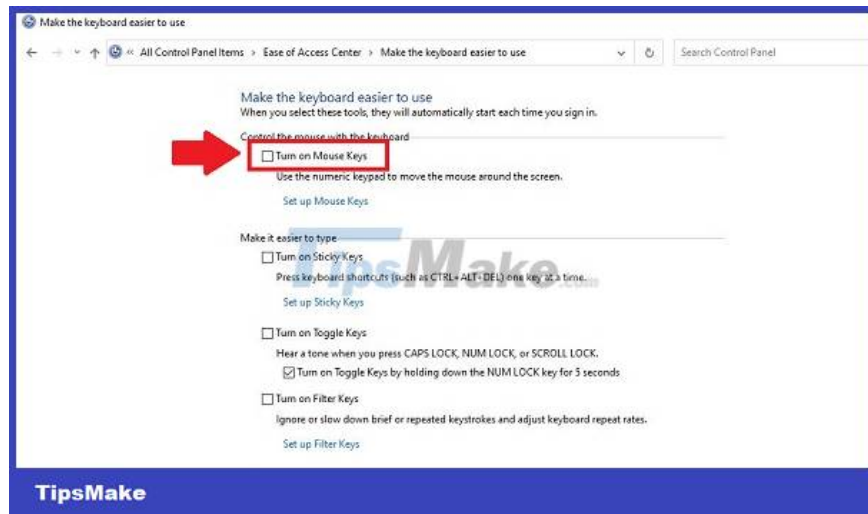 Make the keyboard easier to use
« All Control Panel Items > Ease of Access Center > Make the keyboard easier to use
Search Control Panel
Make the keyboard easier to use
When you select these tools, they will automatically start each time you sign in.
Control the mouse with the keyboard
Turn on Mouse Keys
Use the numeric keypad to move the mouse around the screen.
Set up Mouse Keys
Make it easier to type
Turn on Sticky Keys
Press keyboard shortcuts (such as CTRL+ALT+DEL) one key at a time.
Set up Sticky Keys
TipsMake.com
Turn on Toggle Keys
Hear a tone when you press CAPS LOCK, NUM LOCK, or SCROLL LOCK.
Turn on Toggle Keys by holding down the NUM LOCK key for 5 seconds
Turn on Filter Keys
Ignore or slow down brief or repeated keystrokes and adjust keyboard repeat rates.
Set up Filter Keys
TipsMake